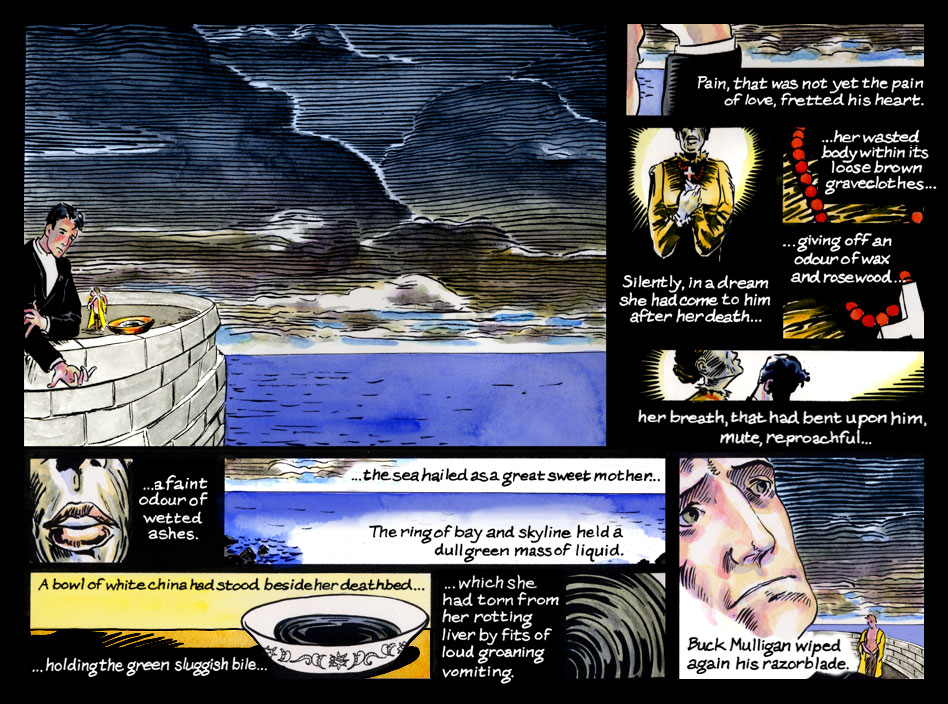 Pain, that was not yet the pain
of love, fretted his heart.
Silently, in a dream
she had come to him
after her death...
...her wasted
body within its
loose brown
graveclothes...
...giving off an
odour of wax
and rosewood...
her breath, that had bent upon him,
mute, reproachful...
...a faint
odour of
wetted
ashes.
...the sea hailed as a great sweet mother...
The ring of bay and skyline held a
dull green mass of liquid.
A bowl of white china had stood beside her deathbed...
...holding the green sluggish bile...
...which she
had torn from
her rotting
liver by fits of
loud groaning
vomiting.
Buck Mulligan wiped
again his razorblade.